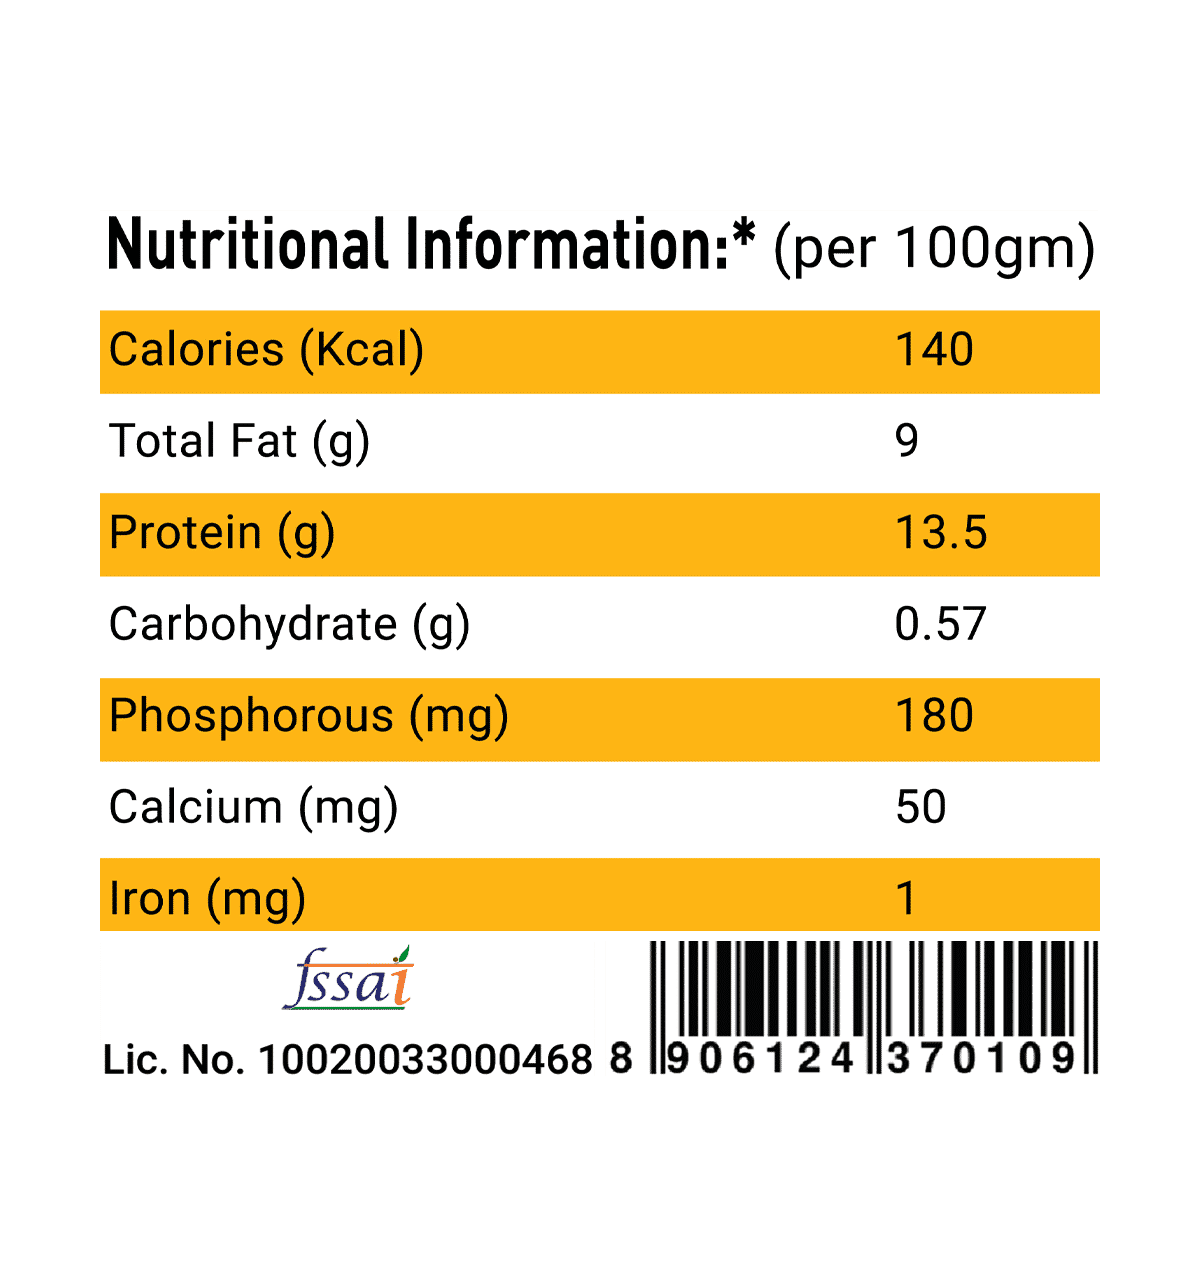 Nutritional Information:* (per 100gm)
Calories (Kcal) 140
Total Fat (g) 9
Protein (g) 13.5
Carbohydrate (g) 0.57
Phosphorous (mg) 180
Calcium (mg) 50
Iron (mg) 1
fssai
Lic. No. 10020033000468 8 906124 370109